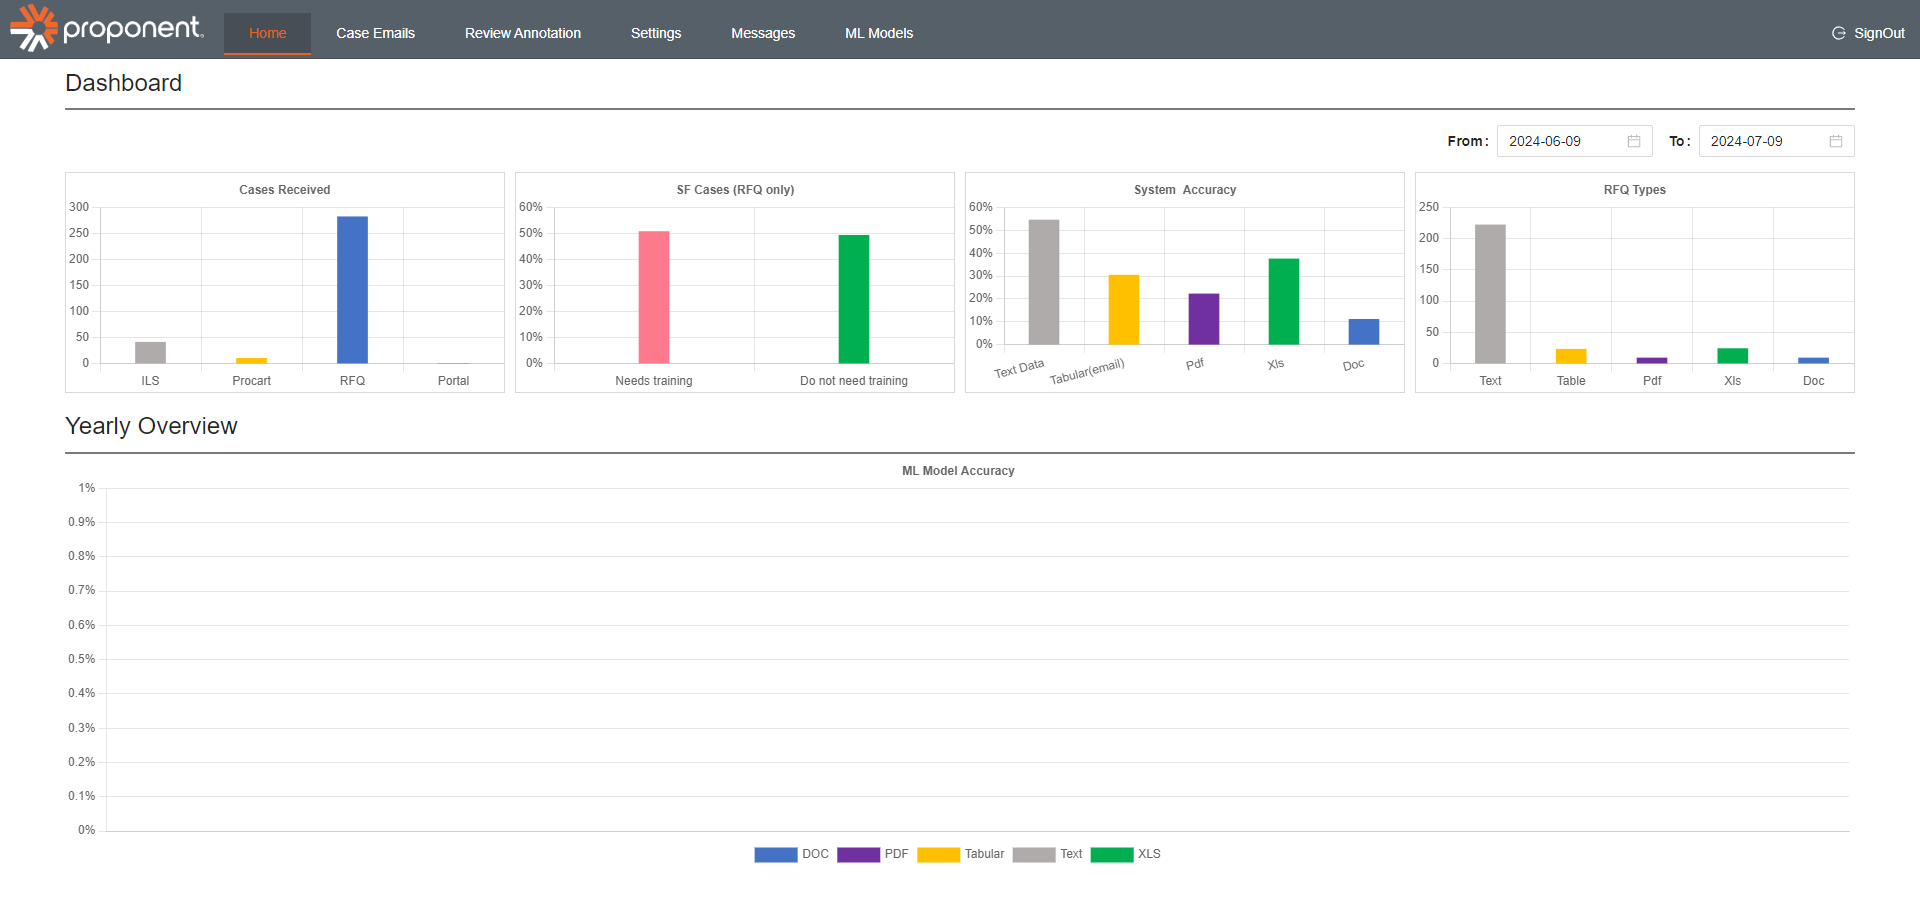 proponent
Home
Case Emails
Review Annotation
Settings
Messages
ML Models
SignOut
Dashboard
From: 2024-06-09 To: 2024-07-09
Cases Received
300
250
200
150
100
50
0
ILS Procart RFQ Portal
SF Cases (RFQ only)
60%
50%
40%
30%
20%
10%
0%
Needs training Do not need training
System Accuracy
60%
50%
40%
30%
20%
10%
0%
Text Data Tabular(email) Pdf Xls Doc
RFQ Types
250
200
150
100
50
0
Text Table Pdf Xls Doc
Yearly Overview
ML Model Accuracy
1%
0.9%
0.8%
0.7%
0.6%
0.5%
0.4%
0.3%
0.2%
0.1%
0%
DOC PDF Tabular Text XLS